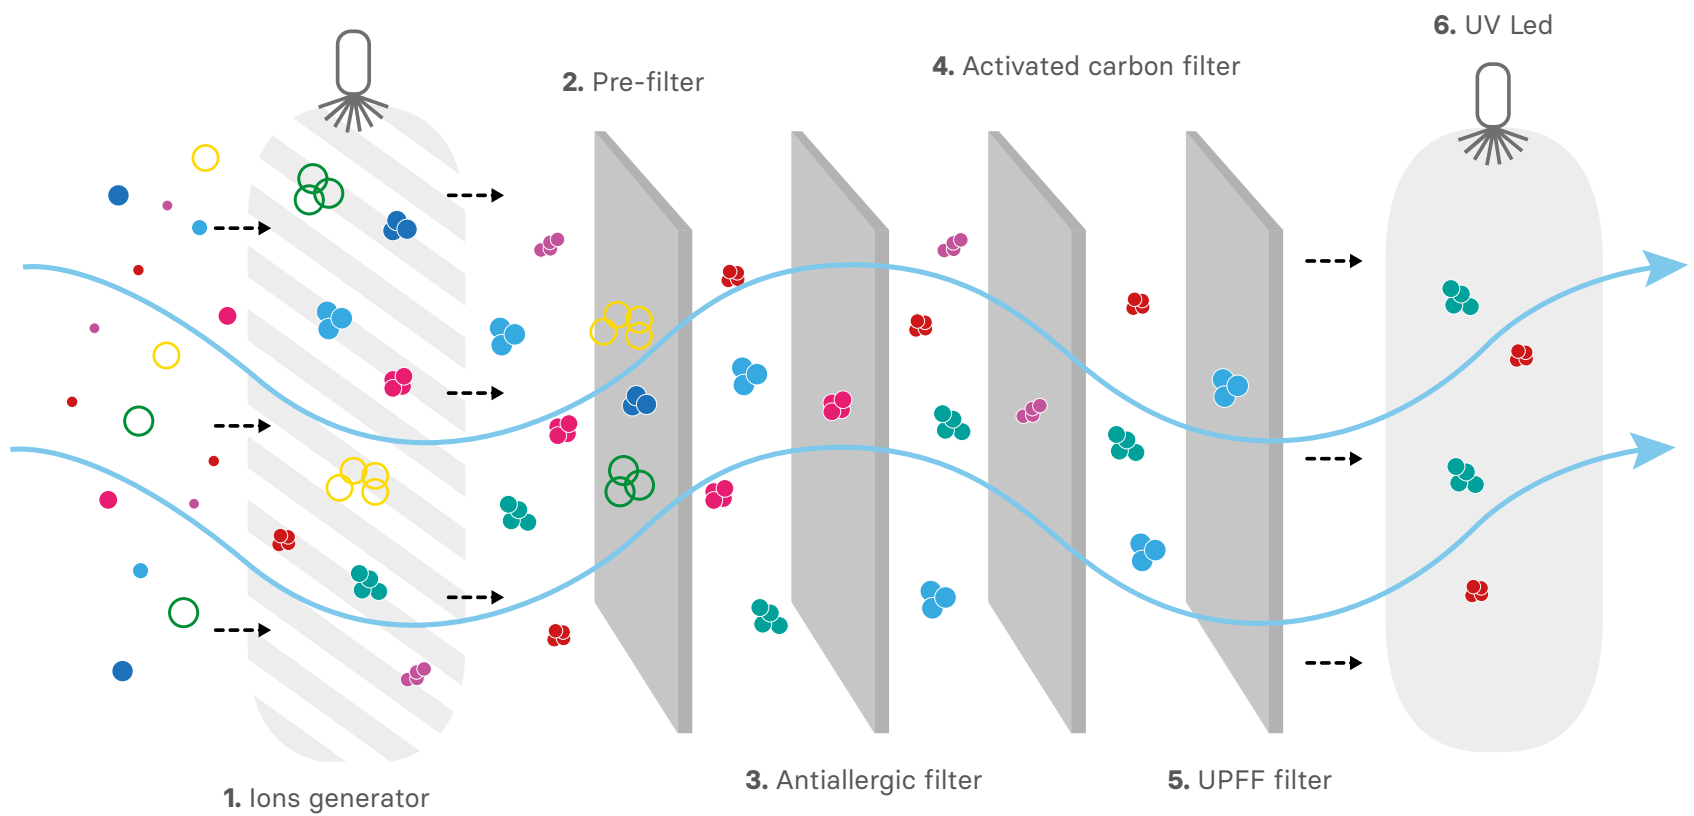 6. UV Led
4. Activated carbon filter
2. Pre-filter
3. Antiallergic filter
5. UPFF filter
1. Ions generator